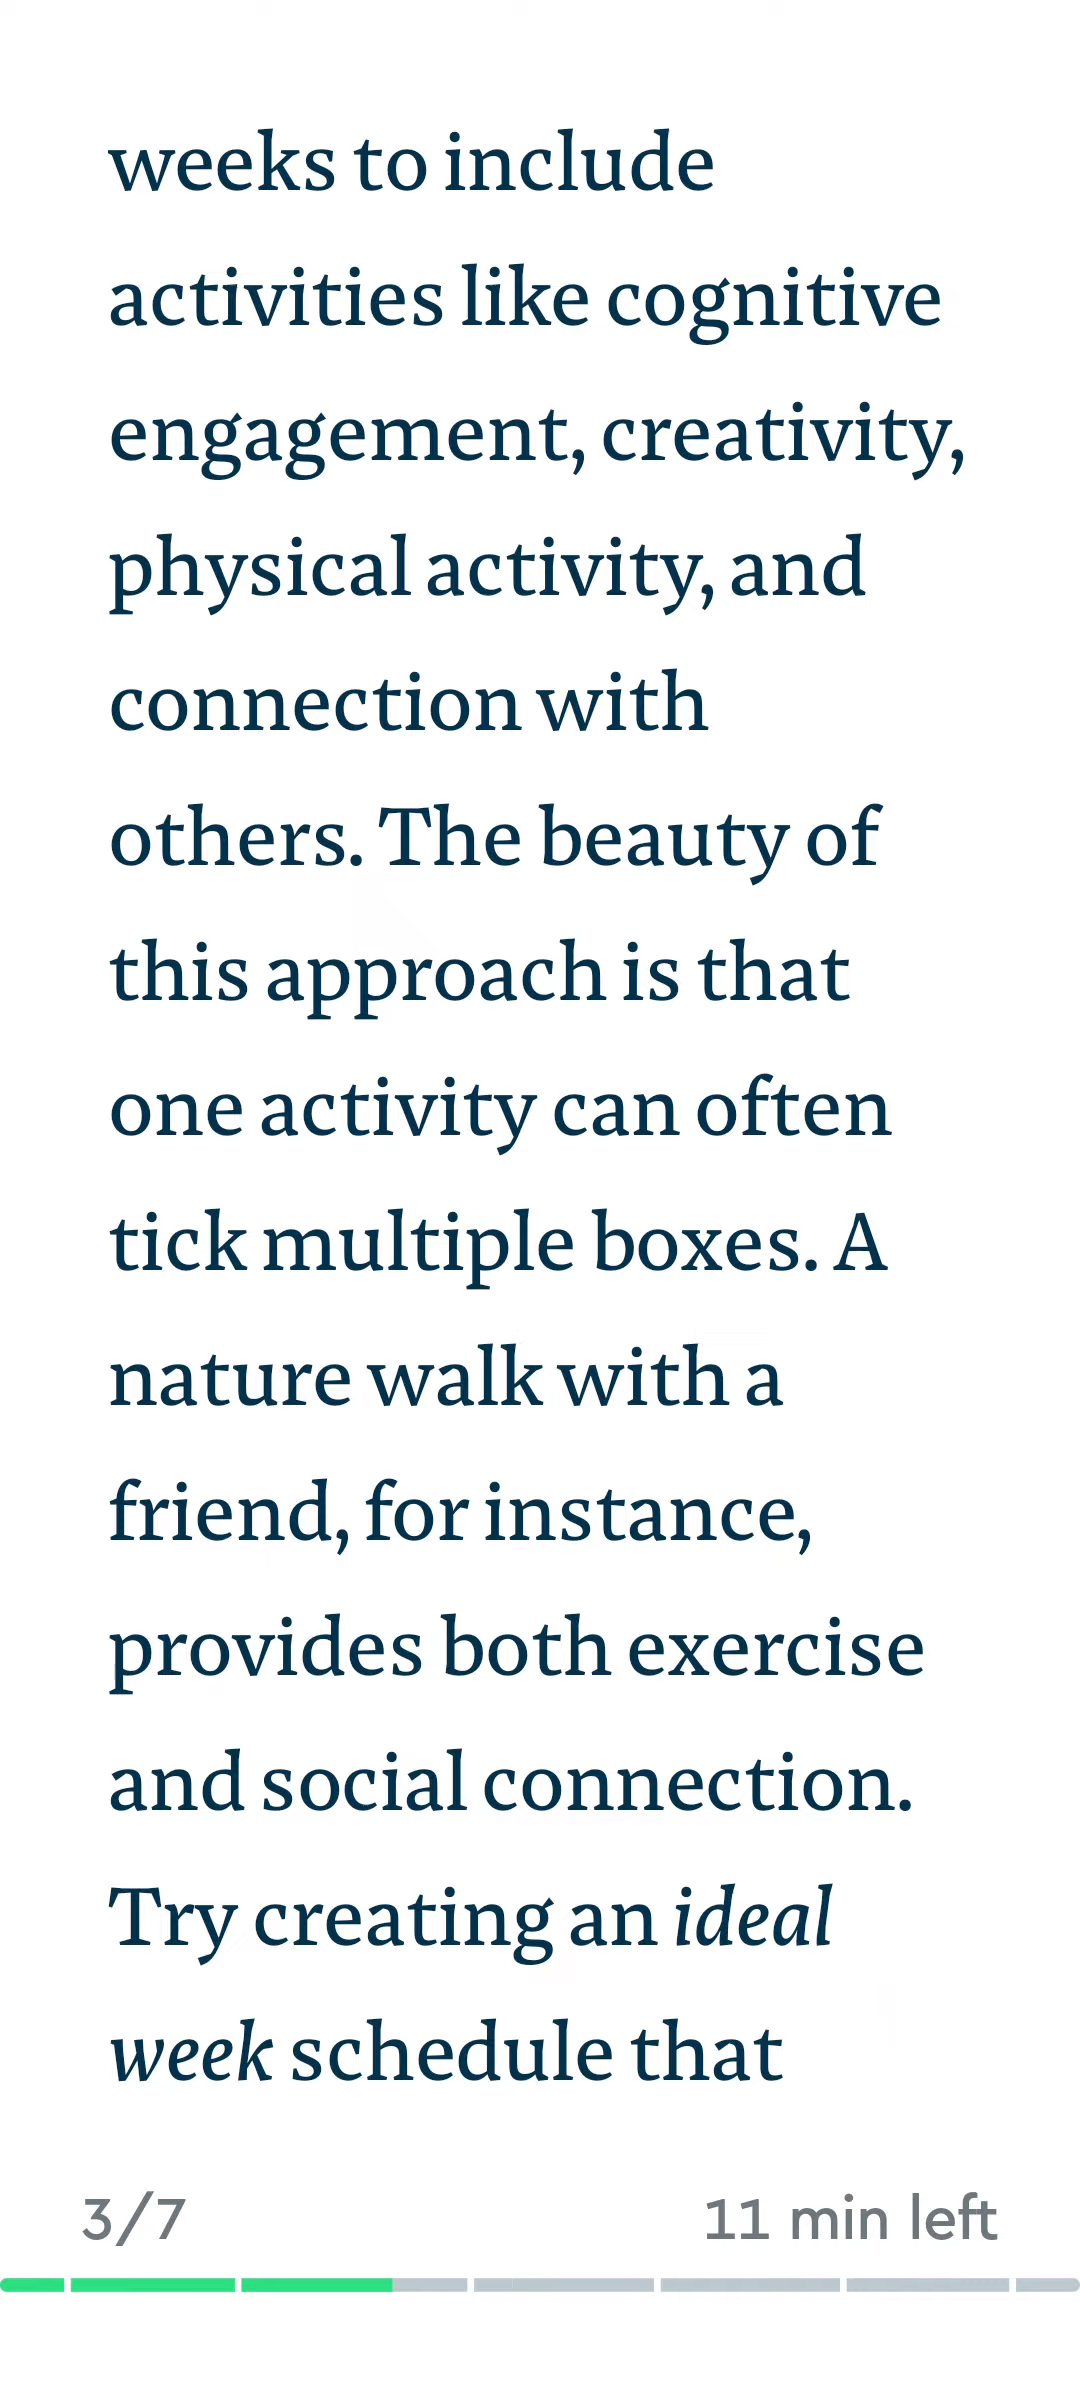 weeks to include
activities like cognitive
engagement, creativity,
physical activity, and
connection with
others. The beauty of
this approach is that
one activity can often
tick multiple boxes. A
nature walk with a
friend, for instance,
provides both exercise
and social connection.
Try creating an ideal
week schedule that
3/7
11 min left